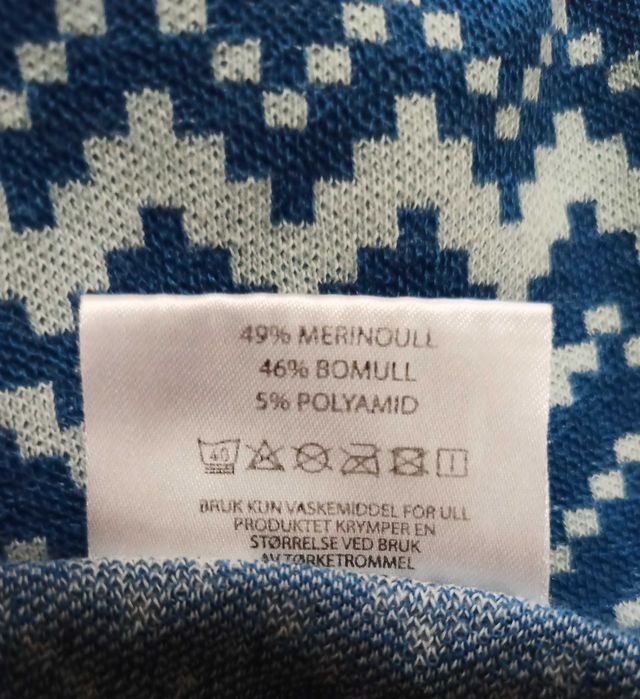 49% MERINOULL
46% BOMULL
5% POLYAMID
40
BRUK KUN VASKEMIDDEL FOR ULL
PRODUKTET KRYMPER EN
STØRRELSE VED BRUK
AV TØRKETROMMEL